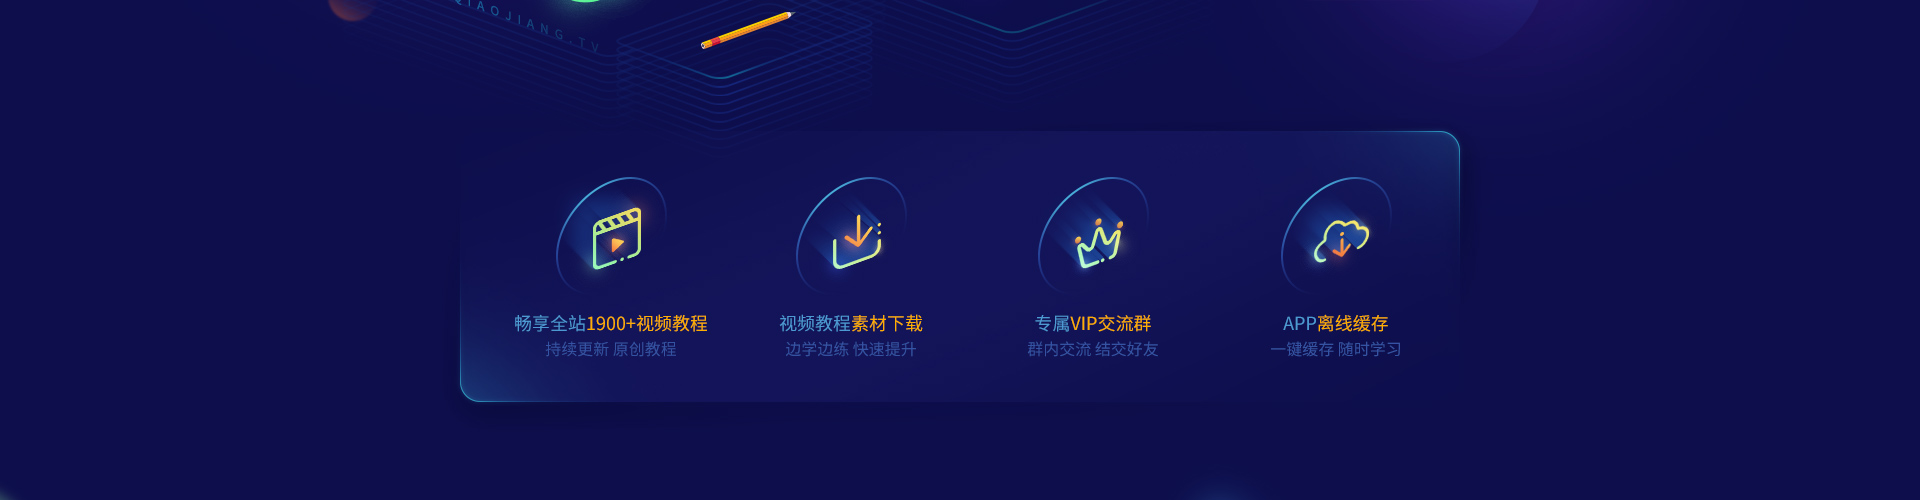 QIAOJIANG.TV
畅享全站1900+视频教程
持续更新 原创教程
视频教程素材下载
边学边练 快速提升
专属VIP交流群
群内交流 结交好友
APP离线缓存
一键缓存 随时学习